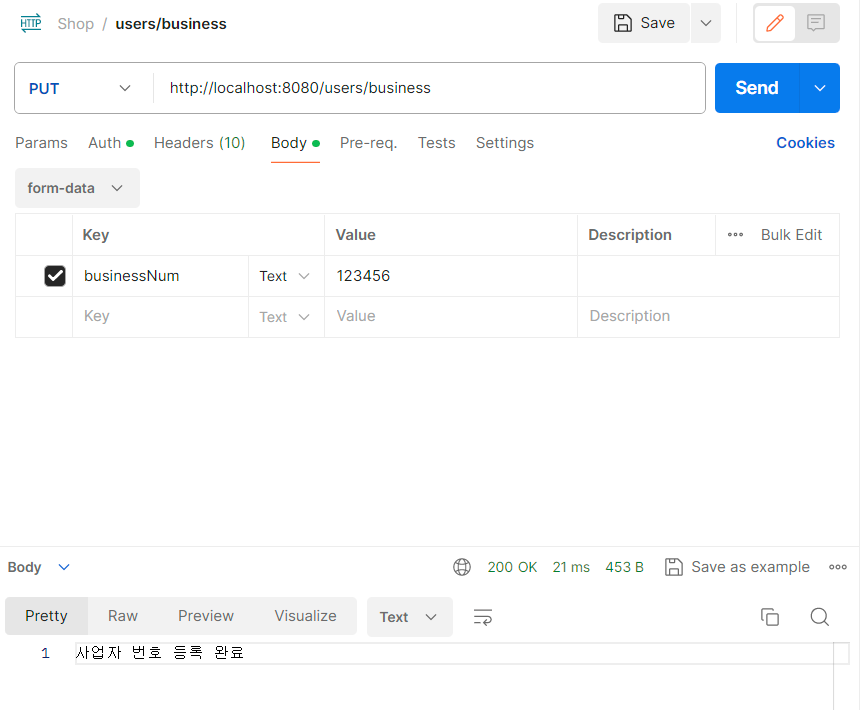 HTTP Shop / users/business Save
PUT http://localhost:8080/users/business Send
Params Auth Headers (10) Body Pre-req. Tests Settings Cookies
form-data
Key Value Description ••• Bulk Edit
businessNum Text 123456
Key Text Value Description
Body 200 OK 21 ms 453 B Save as example
Pretty Raw Preview Visualize Text
1 사업자 번호 등록 완료